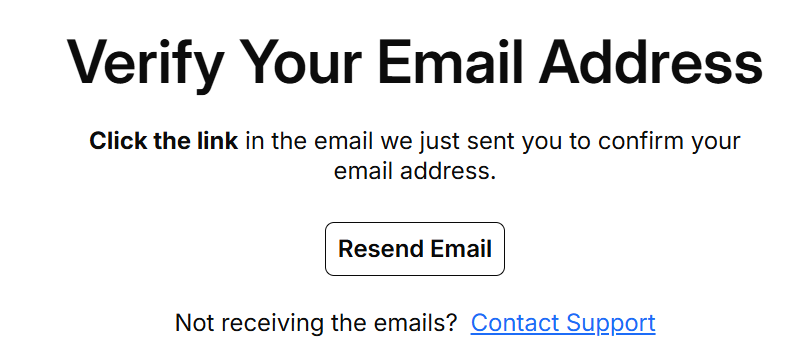 Verify Your Email Address
Click the link in the email we just sent you to confirm your
email address.
Resend Email
Not receiving the emails? Contact Support